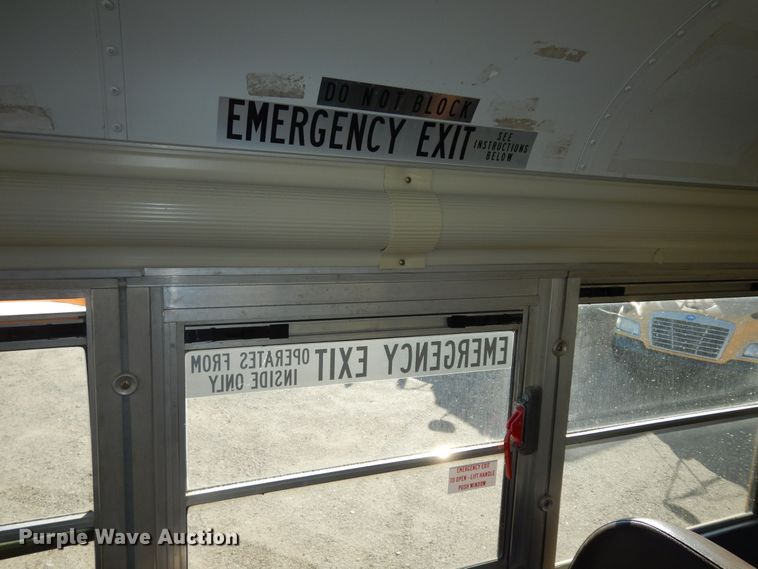 DO NOT BLOCK
EMERGENCY EXIT
SEE
INSTRUCTIONS
BELOW
EMERGENCY EXIT
OPERATES FROM
INSIDE ONLY
EMERGENCY EXIT
TO OPEN - LIFT HANDLE
PUSH WINDOW
Purple Wave Auction